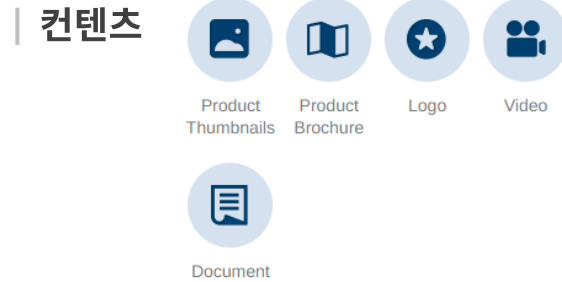 컨텐츠
Product
Thumbnails
Product
Brochure
Logo
Video
Document